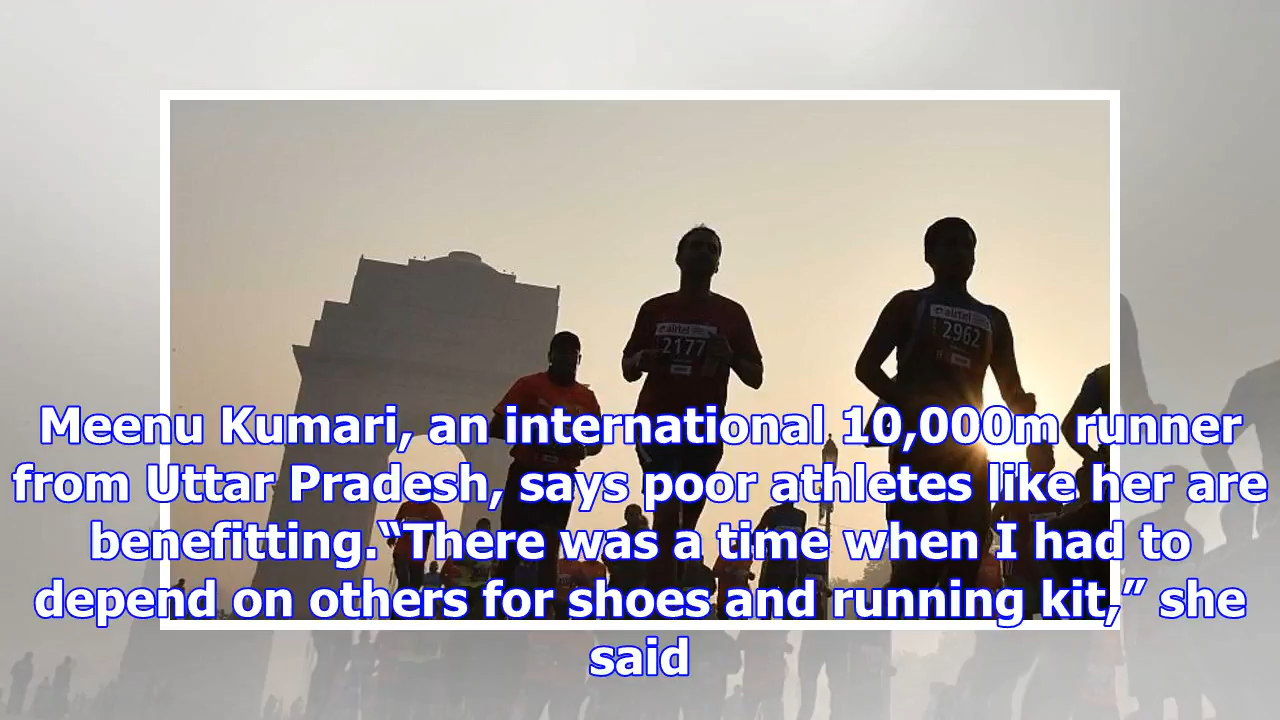 airtel
2177
airtel
2962
Meenu Kumari, an international 10,000m runner
from Uttar Pradesh, says poor athletes like her are
benefitting.“There was a time when I had to
depend on others for shoes and running kit,” she
said